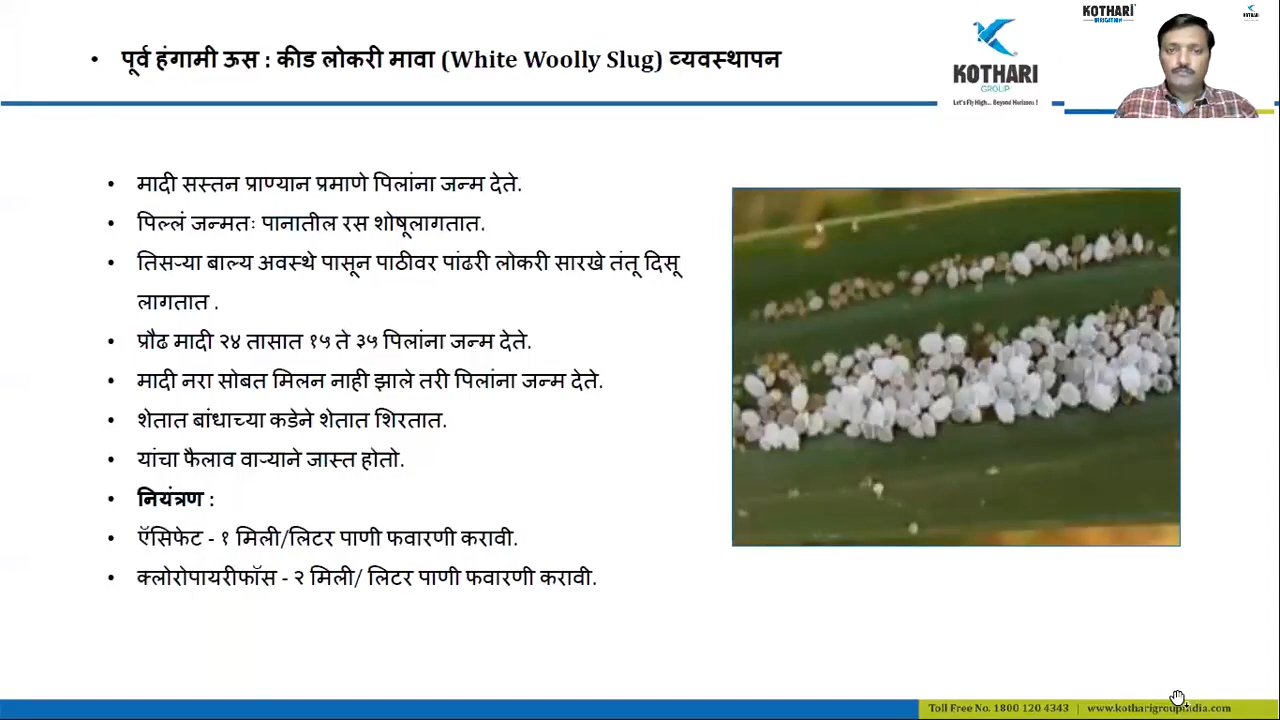 • पूर्व हंगामी ऊस : कीड लोकरी मावा (White Woolly Slug) व्यवस्थापन
KOTHARI
GROUP
Let's Fly High... Beyond Horizons !
KOTHARI
IRRIGATION
KOTHARI
• मादी सस्तन प्राण्यान प्रमाणे पिलांना जन्म देते.
• पिल्लं जन्मतः पानातील रस शोषूलागतात.
• तिसऱ्या बाल्य अवस्थे पासून पाठीवर पांढरी लोकरी सारखे तंतू दिसू
लागतात .
• प्रौढ मादी २४ तासात १५ ते ३५ पिलांना जन्म देते.
• मादी नरा सोबत मिलन नाही झाले तरी पिलांना जन्म देते.
• शेतात बांधाच्या कडेने शेतात शिरतात.
• यांचा फैलाव वाऱ्याने जास्त होतो.
• नियंत्रण :
• ऍसिफेट - १ मिली/लिटर पाणी फवारणी करावी.
• क्लोरोपायरीफॉस - २ मिली/ लिटर पाणी फवारणी करावी.
Toll Free No. 1800 120 4343 | www.kotharigroupindia.com